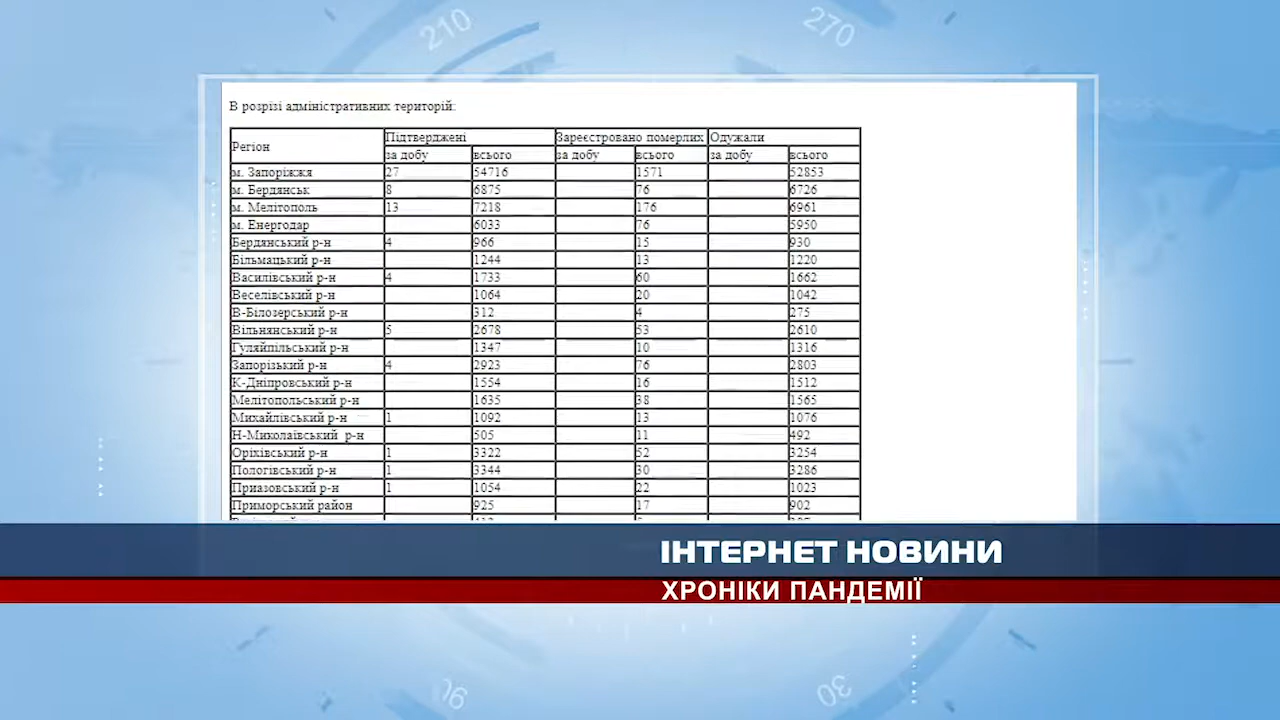 210
270
В розрізі адміністративних територій:
Регіон Підтверджені Зареєстровано померлих Одужали
за добу всього за добу всього за добу всього
м. Запоріжжя 27 54716 1571 52853
м. Бердянськ 8 6875 76 6726
м. Мелітополь 13 7218 176 6961
м. Енергодар 6033 76 5950
Бердянський р-н 4 966 15 930
Більмацький р-н 1244 13 1220
Василівський р-н 4 1733 60 1662
Веселівський р-н 1064 20 1042
В-Білозерський р-н 312 4 275
Вільнянський р-н 5 2678 53 2610
Гуляйпільський р-н 1347 10 1316
Запорізький р-н 4 2923 76 2803
К-Дніпровський р-н 1554 16 1512
Мелітопольський р-н 1635 38 1565
Михайлівський р-н 1 1092 13 1076
Н-Миколаївський р-н 505 11 492
Оріхівський р-н 1 3322 52 3254
Пологівський р-н 1 3344 30 3286
Приазовський р-н 1 1054 22 1023
Приморський район 925 17 902
ІНТЕРНЕТ НОВИНИ
ХРОНІКИ ПАНДЕМІЇ
90
30